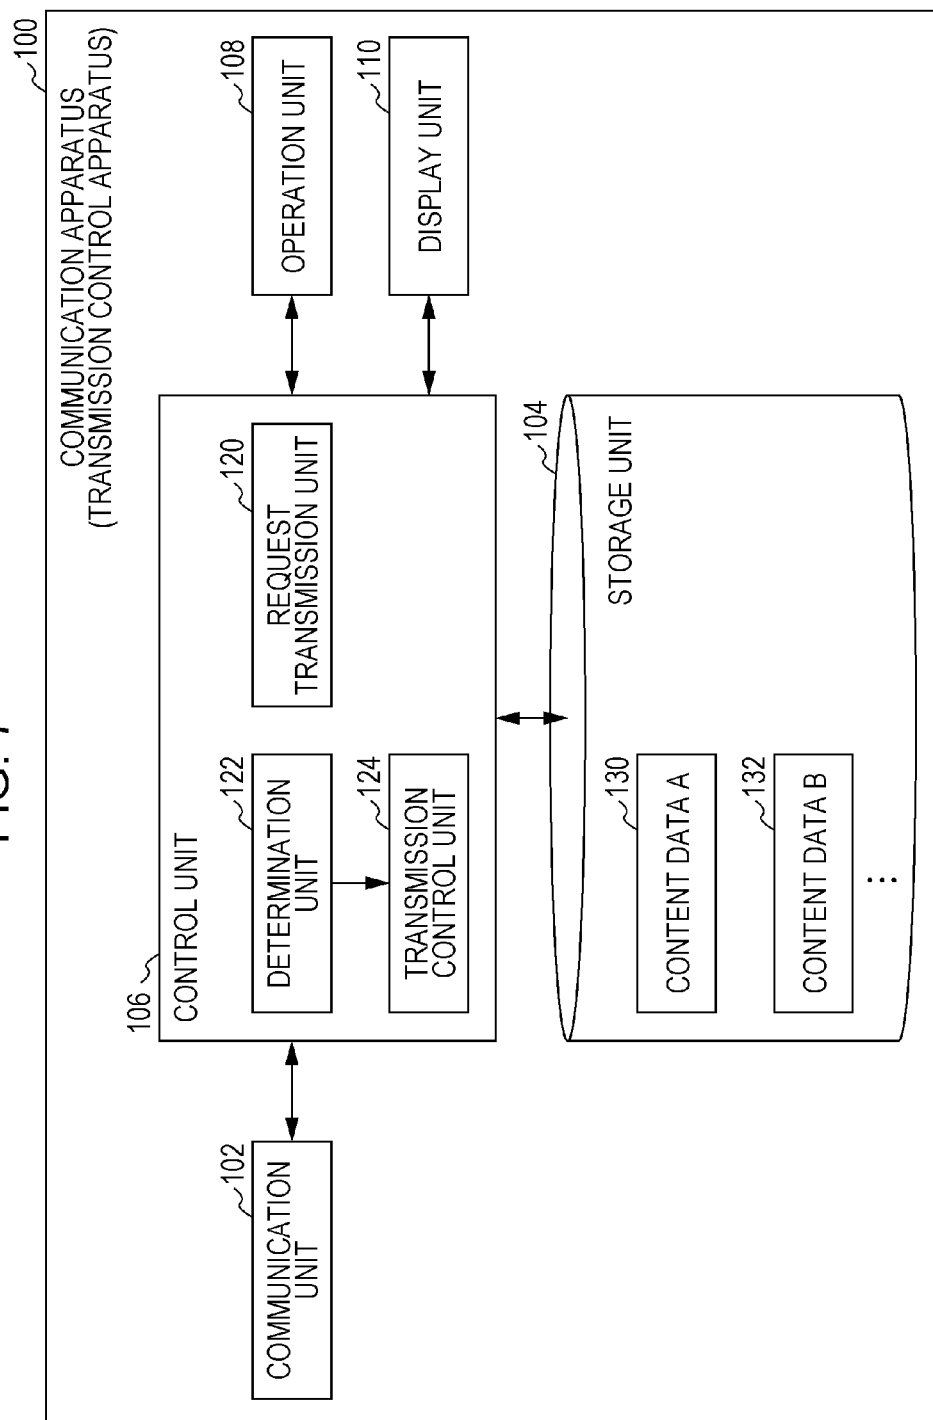 100
COMMUNICATION APPARATUS
(TRANSMISSION CONTROL APPARATUS)
106
CONTROL UNIT
102
COMMUNICATION
UNIT
122
DETERMINATION
UNIT
120
REQUEST
TRANSMISSION UNIT
108
OPERATION UNIT
124
TRANSMISSION
CONTROL UNIT
110
DISPLAY UNIT
104
STORAGE UNIT
130
CONTENT DATA A
132
CONTENT DATA B